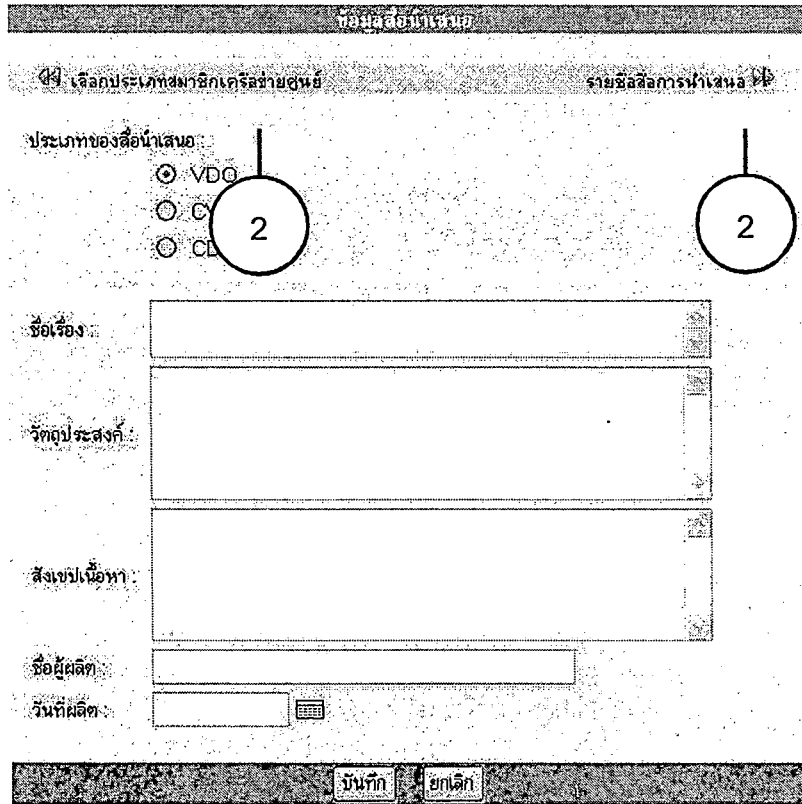 ข้อมูลสื่อนำเสนอ
เลือกประเภทสมาชิกเครือข่ายศูนย์ รายชื่อสื่อการนำเสนอ
ประเภทของสื่อนำเสนอ :
VDO
2 2
ชื่อเรื่อง :
วัตถุประสงค์ :
สังเขปเนื้อหา :
ชื่อผู้ผลิต :
วันที่ผลิต :
บันทึก ยกเลิก